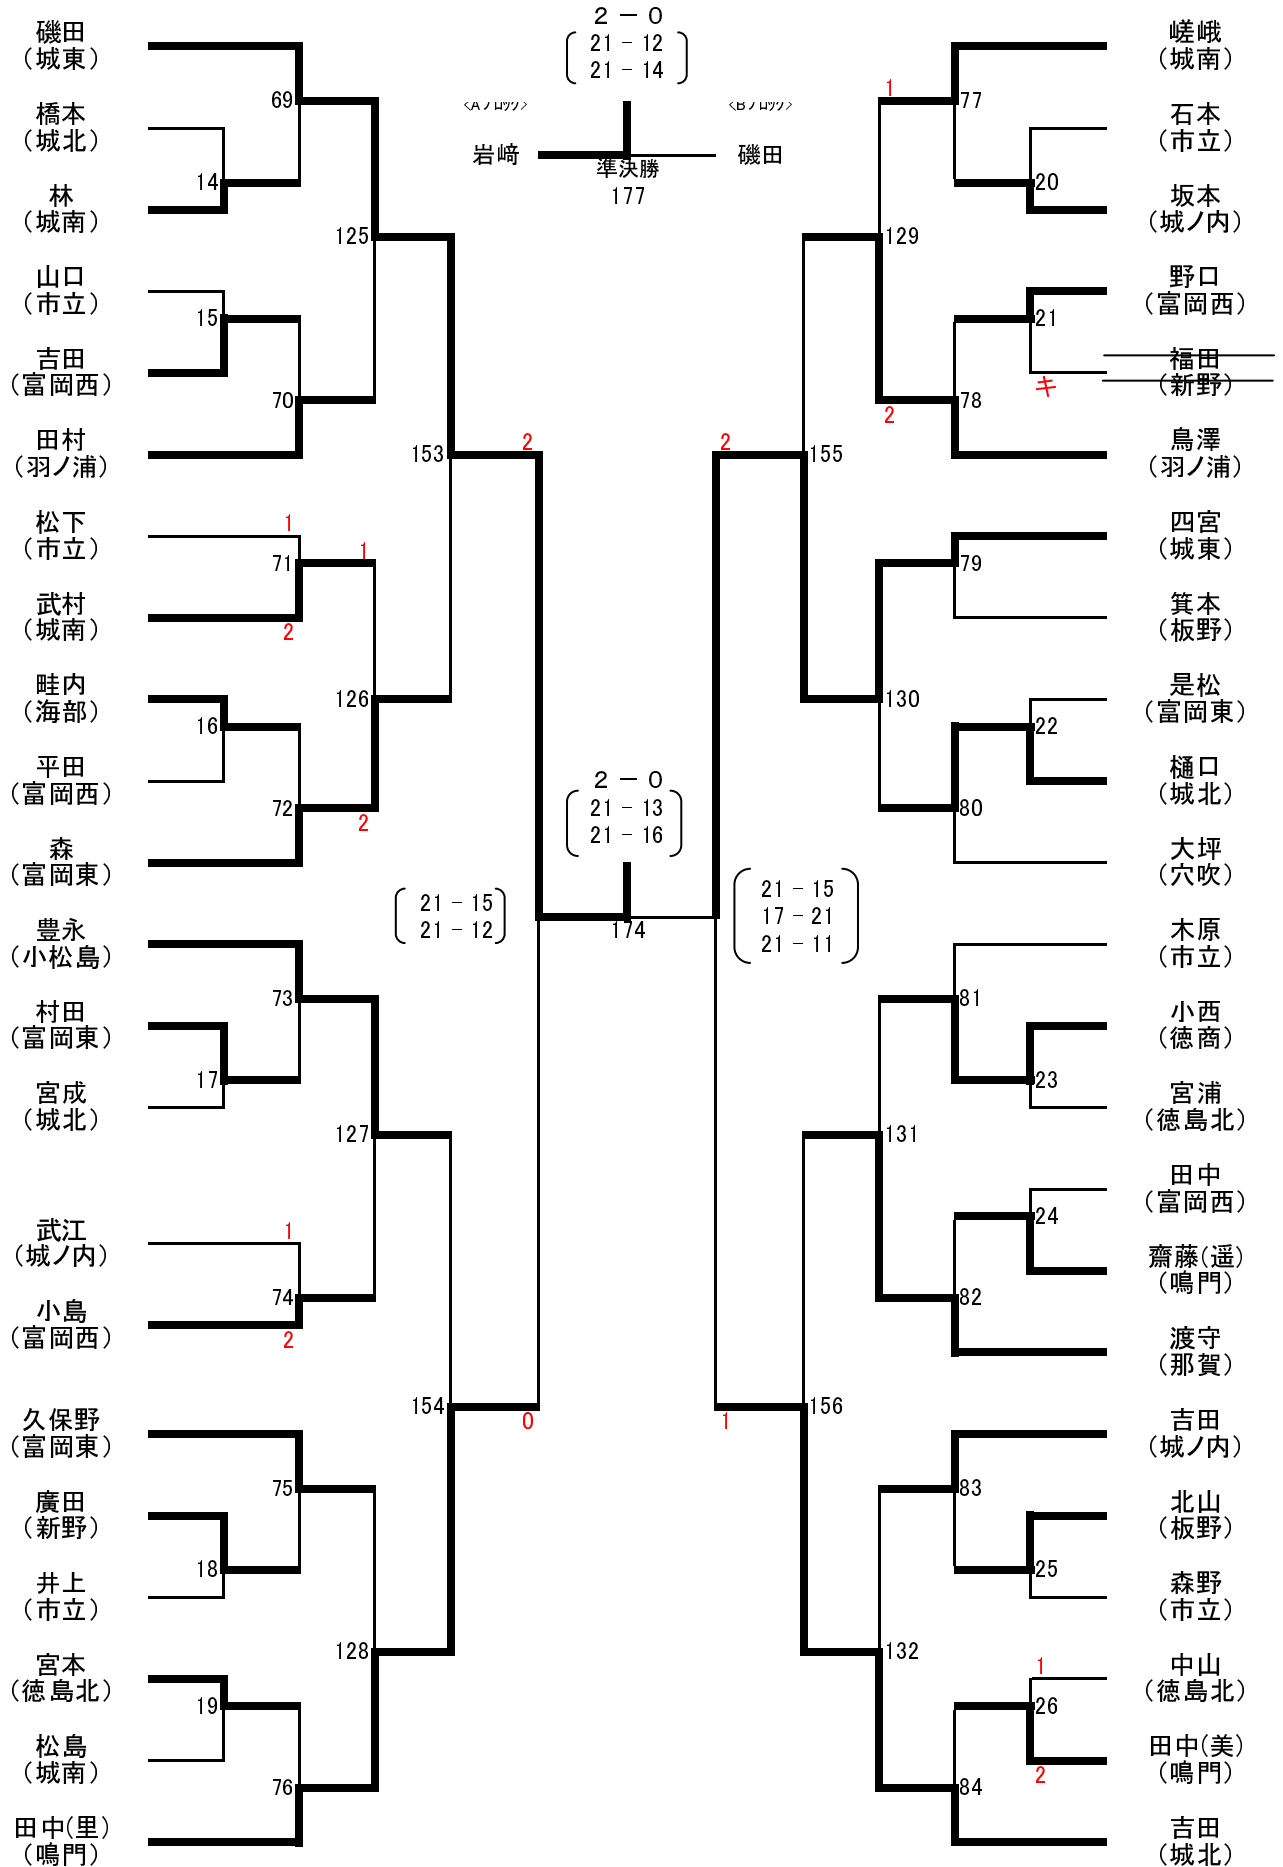 2 － 0
21 － 12
21 － 14
岩﨑
磯田
準決勝
177
磯田
(城東)
橋本
(城北)
林
(城南)
山口
(市立)
吉田
(富岡西)
田村
(羽ノ浦)
松下
(市立)
武村
(城南)
畦内
(海部)
平田
(富岡西)
森
(富岡東)
豊永
(小松島)
村田
(富岡東)
宮成
(城北)
武江
(城ノ内)
小島
(富岡西)
久保野
(富岡東)
廣田
(新野)
井上
(市立)
宮本
(徳島北)
松島
(城南)
田中(里)
(鳴門)
69
14
125
15
70
153
2
1
71
1
2
126
16
72
2
73
17
127
1
74
2
154
0
75
18
128
19
76
2 － 0
21 － 13
21 － 16
174
21 － 15
21 － 12
21 － 15
17 － 21
21 － 11
1
77
20
129
21
キ
78
2
2
155
79
130
22
80
81
23
131
24
82
156
1
83
25
132
1
26
2
84
嵯峨
(城南)
石本
(市立)
坂本
(城ノ内)
野口
(富岡西)
福田
(新野)
鳥澤
(羽ノ浦)
四宮
(城東)
箕本
(板野)
是松
(富岡東)
樋口
(城北)
大坪
(穴吹)
木原
(市立)
小西
(徳商)
宮浦
(徳島北)
田中
(富岡西)
齋藤(遥)
(鳴門)
渡守
(那賀)
吉田
(城ノ内)
北山
(板野)
森野
(市立)
中山
(徳島北)
田中(美)
(鳴門)
吉田
(城北)